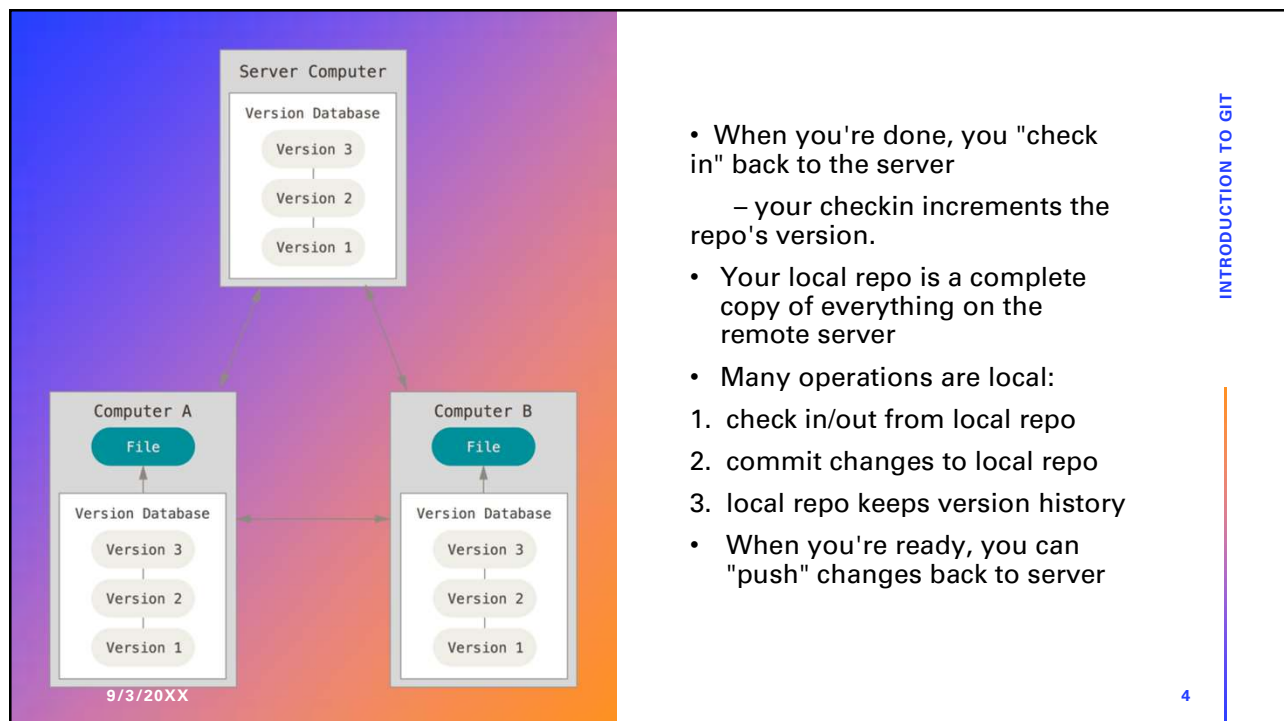 Server Computer
Version Database
Version 3
Version 2
Version 1
Computer A
File
Version Database
Version 3
Version 2
Version 1
Computer B
File
Version Database
Version 3
Version 2
Version 1
9/3/20XX
• When you're done, you "check
in" back to the server
– your checkin increments the
repo's version.
• Your local repo is a complete
copy of everything on the
remote server
• Many operations are local:
1. check in/out from local repo
2. commit changes to local repo
3. local repo keeps version history
• When you're ready, you can
"push" changes back to server
INTRODUCTION TO GIT
4